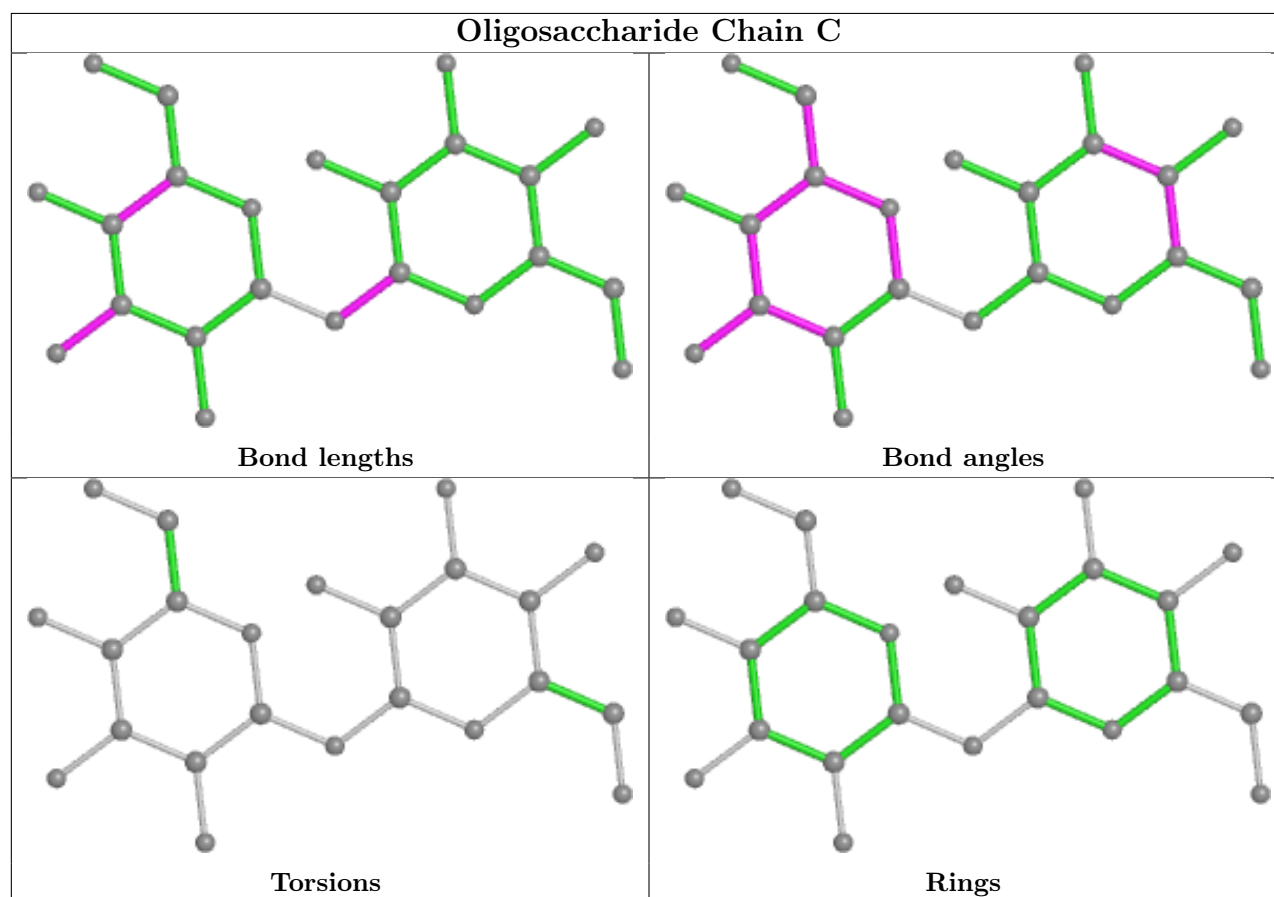 Oligosaccharide Chain C
Bond lengths
Bond angles
Torsions
Rings